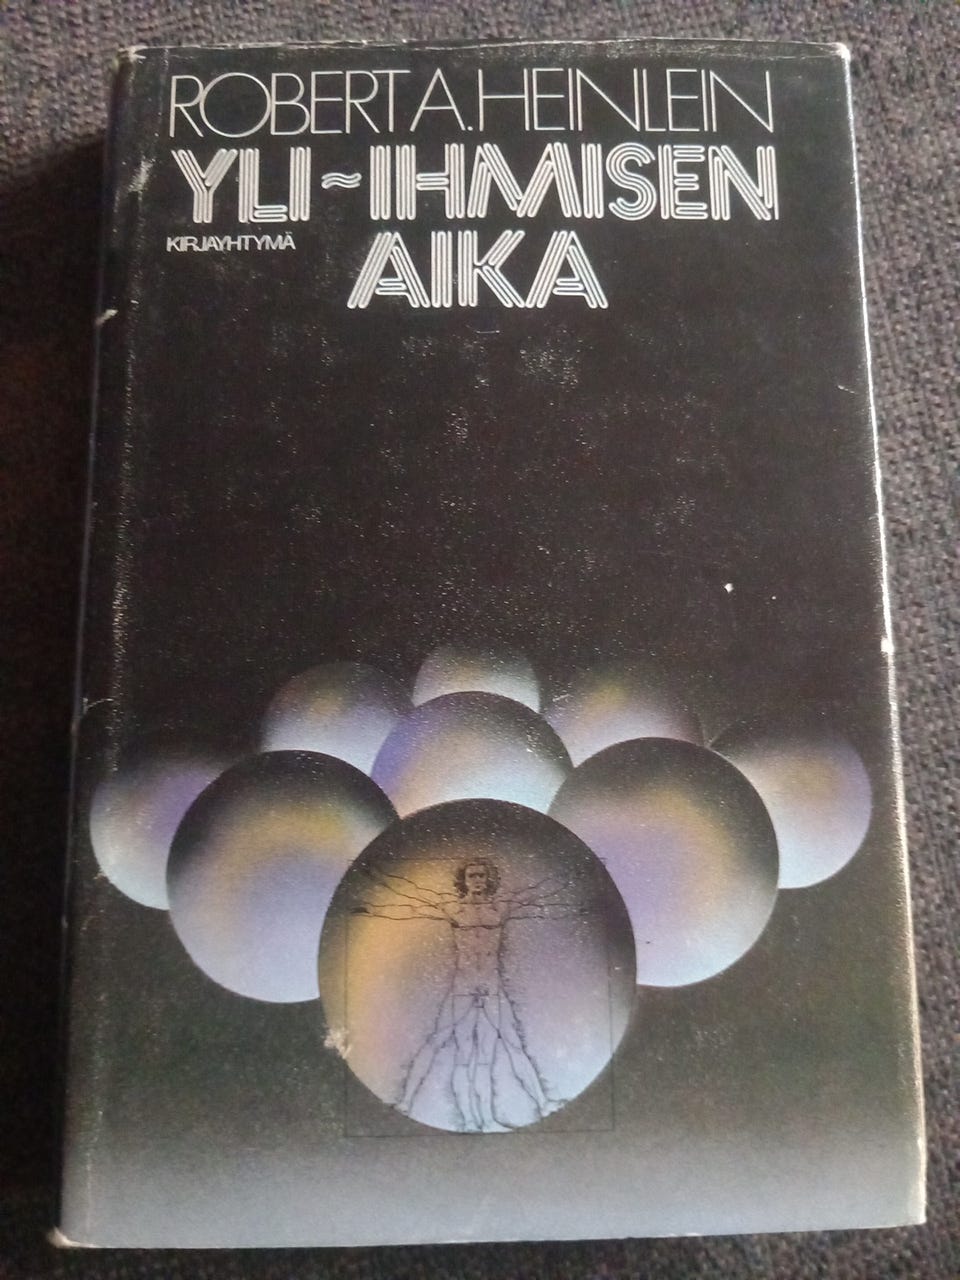 ROBERT A. HEINLEIN
YLI~IHMISEN
KIRJAYHTYMÄ
AIKA